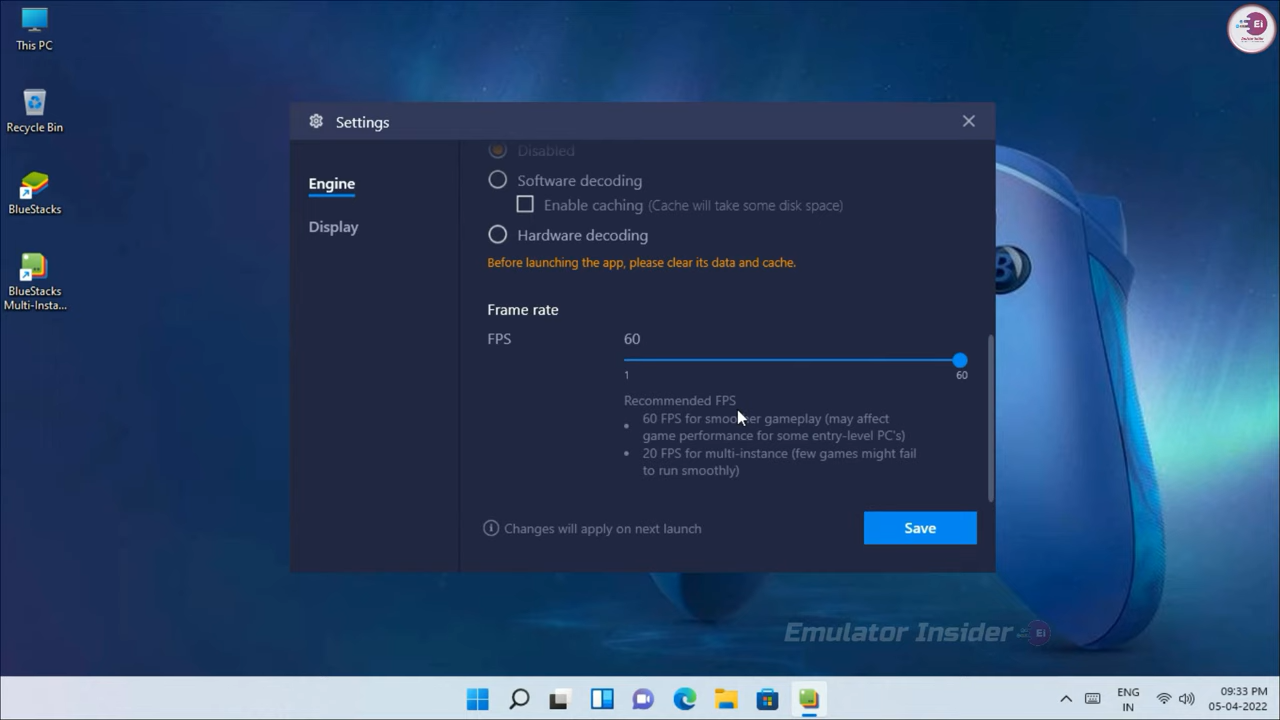 This PC
Recycle Bin
BlueStacks
BlueStacks
Multi-Insta...
Ei
Settings
Engine
Display
Disabled
Software decoding
Enable caching (Cache will take some disk space)
Hardware decoding
Before launching the app, please clear its data and cache.
Frame rate
FPS
60
1
60
Recommended FPS
60 FPS for smoother gameplay (may affect
game performance for some entry-level PC's)
20 FPS for multi-instance (few games might fail
to run smoothly)
Changes will apply on next launch
Save
Emulator Insider Ei
ENG
IN
09:33 PM
05-04-2022